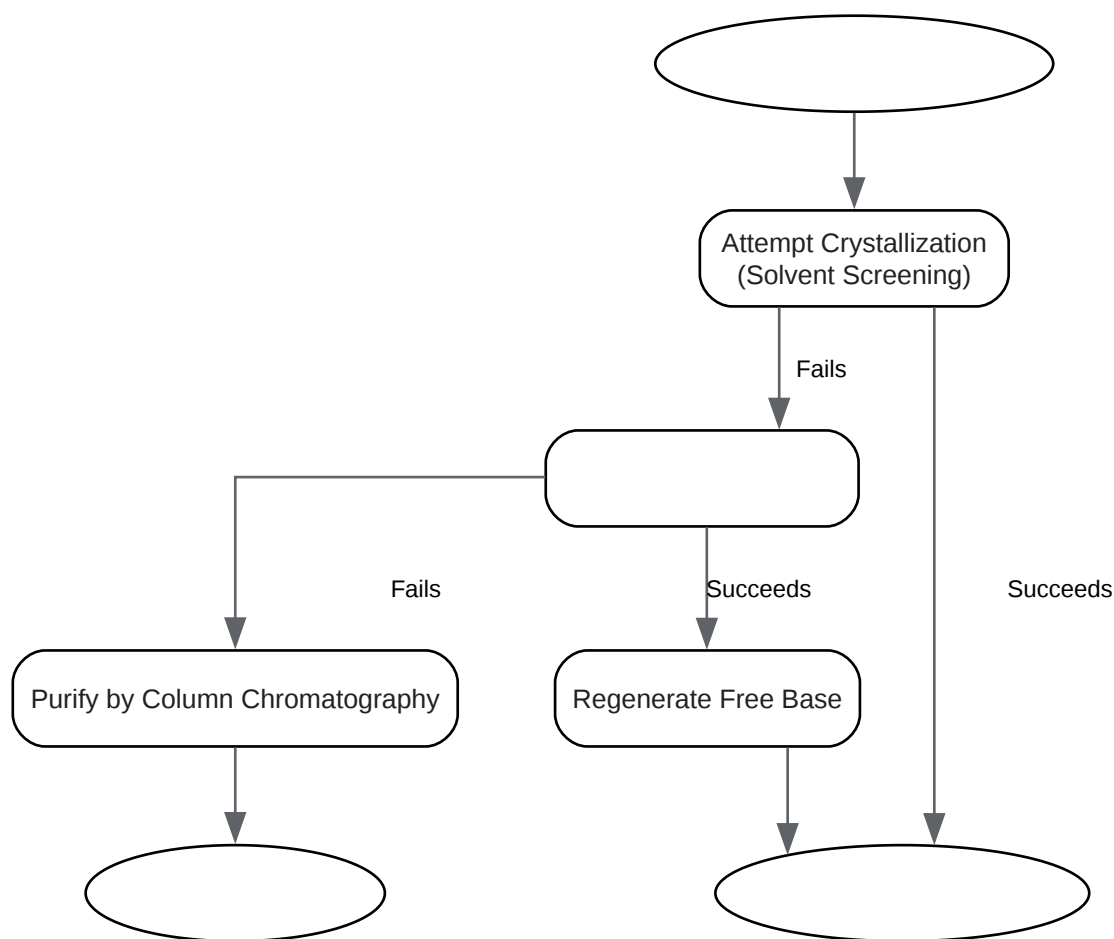 Attempt Crystallization
(Solvent Screening)
Fails
Fails
Succeeds
Succeeds
Purify by Column Chromatography
Regenerate Free Base